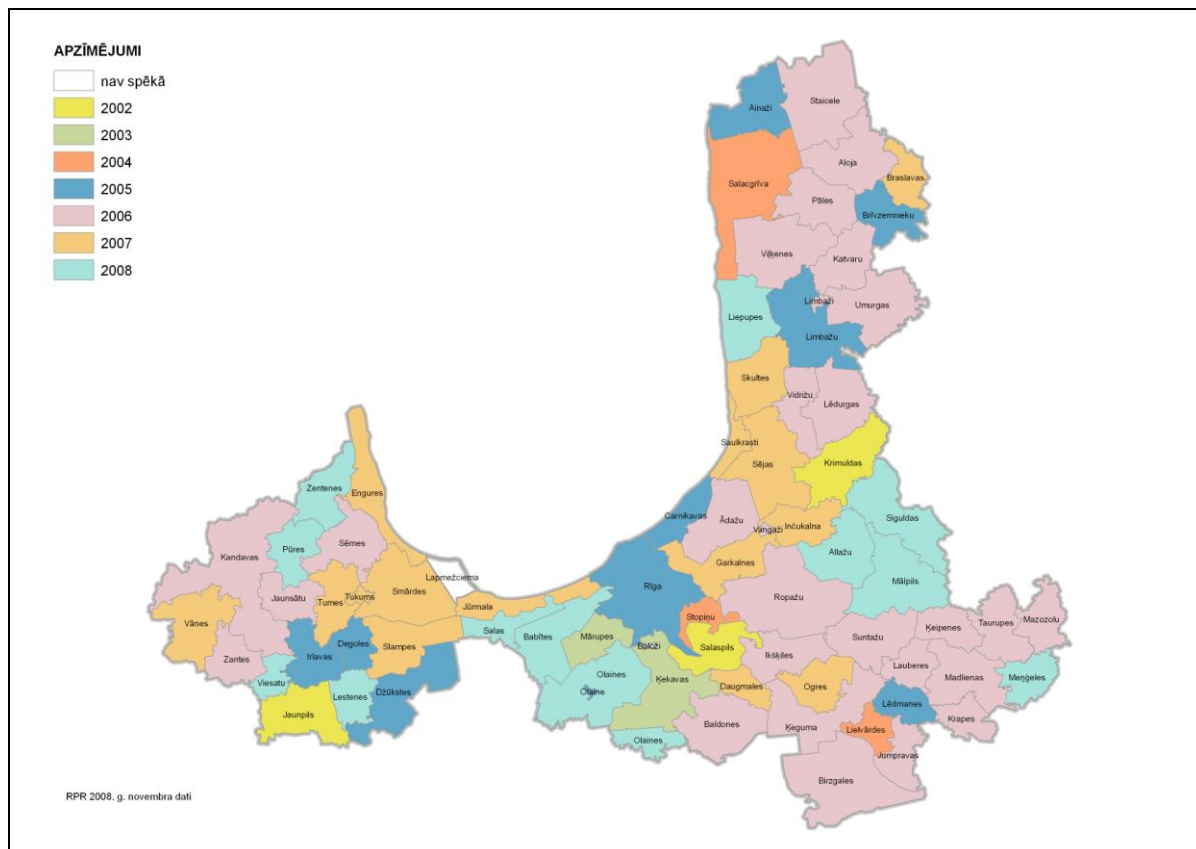 APZĪMĒJUMI
nav spēkā
2002
2003
2004
2005
2006
2007
2008
Ainaži
Staicele
Aloja
Braslavas
Salacgrīva
Pāles
Brīvzemnieku
Viļķenes
Katvaru
Limbaži
Umurgas
Liepupes
Limbažu
Skultes
Vidrižu
Lēdurgas
Saulkrasti
Sējas
Krimuldas
Zentenes
Engures
Carnikavas
Ādažu
Vangaži
Inčukalna
Siguldas
Pūres
Sēmes
Kandavas
Allažu
Garkalnes
Mālpils
Lapmežciema
Rīga
Jaunsātu
Tumes
Tukums
Smārdes
Jūrmala
Ropažu
Vānes
Stopiņu
Ķeipenes
Taurupes
Mazozolu
Salas
Babītes
Mārupes
Baloži
Salaspils
Suntažu
Irlavas
Degoles
Slampes
Zantes
Ikšķiles
Lauberes
Madlienas
Meņģeles
Viesatu
Lestenes
Džūkstes
Olaines
Olaine
Ķekavas
Daugmales
Ogres
Lēdmanes
Jaunpils
Baldones
Ķeguma
Lielvārdes
Krapes
Olaines
Jumpravas
Birzgales
RPR 2008. g. novembra dati